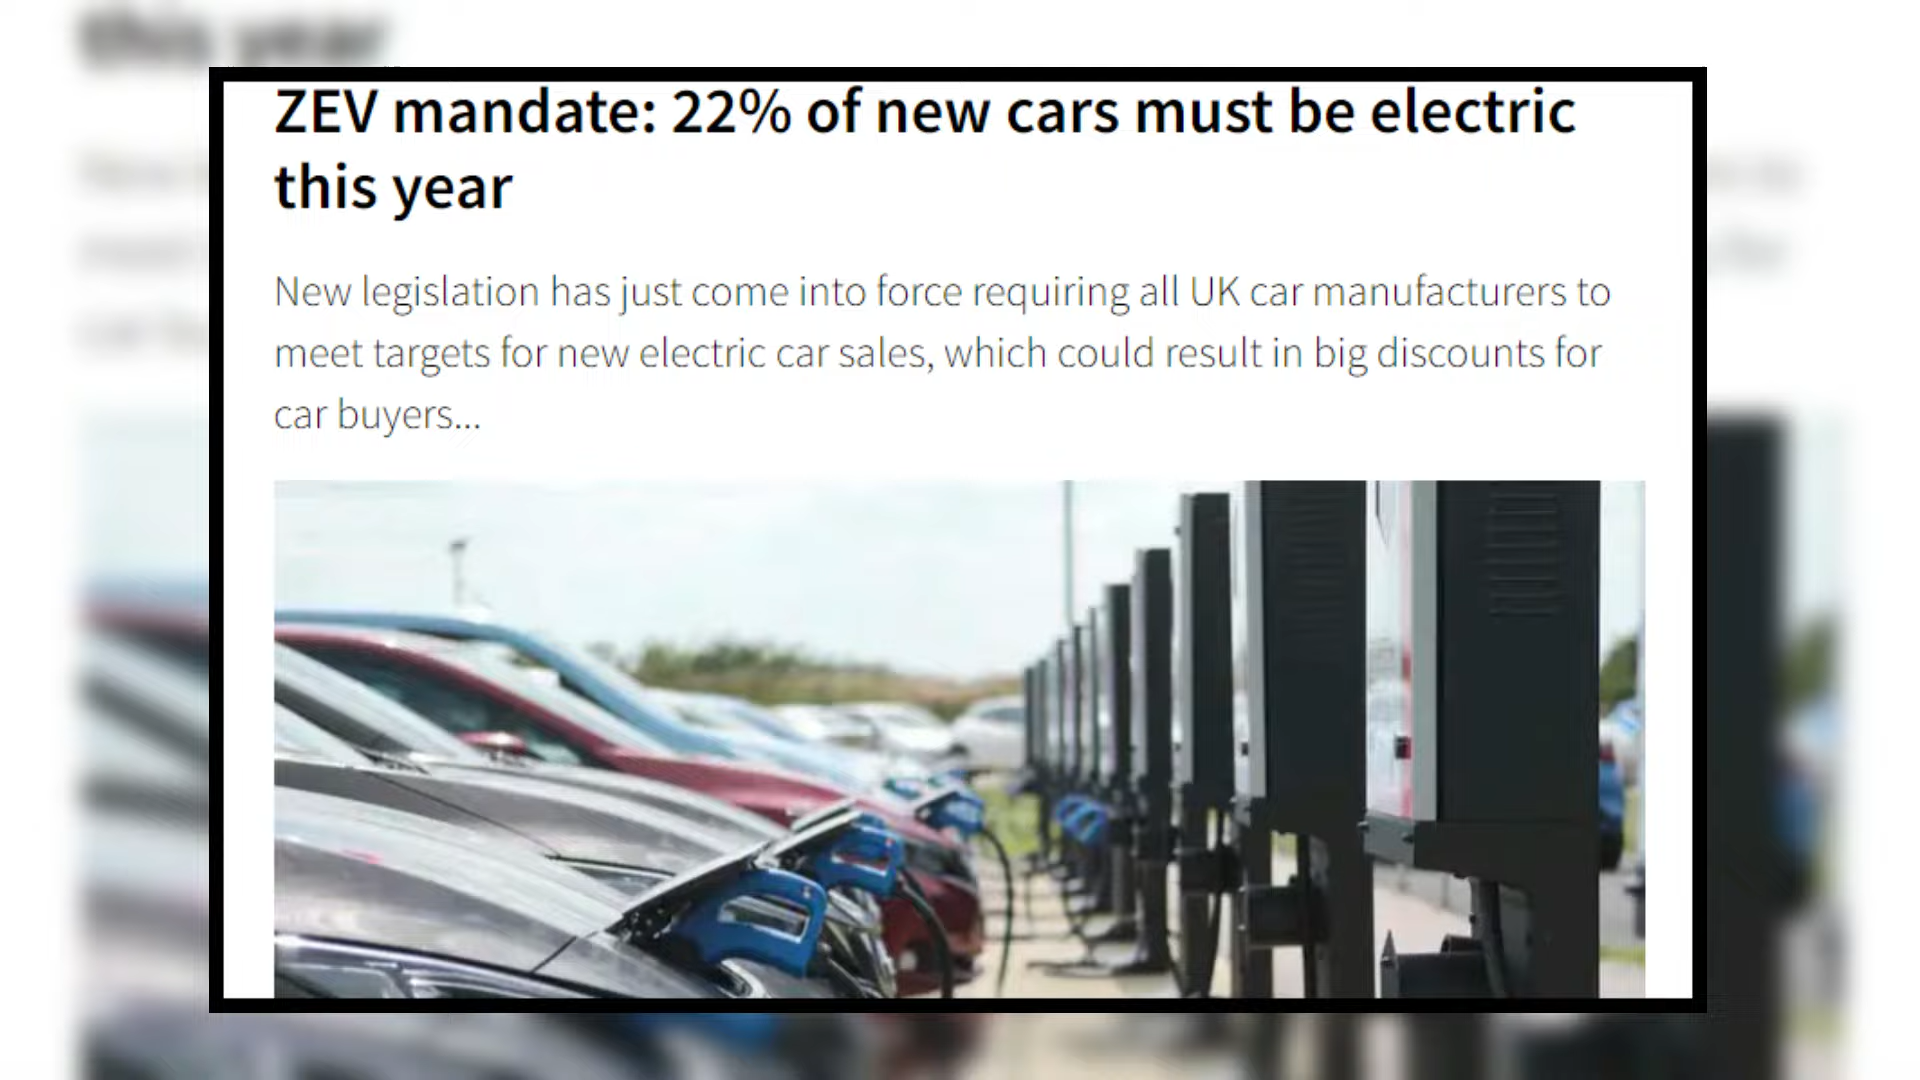 this year
ZEV mandate: 22% of new cars must be electric
this year
New legislation has just come into force requiring all UK car manufacturers to
meet targets for new electric car sales, which could result in big discounts for
car buyers...